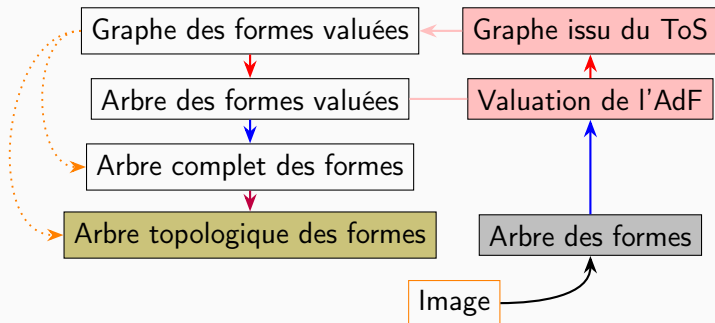 Graphe des formes valuées
Graphe issu du ToS
Arbre des formes valuées
Valuation de l'AdF
Arbre complet des formes
Arbre topologique des formes
Arbre des formes
Image